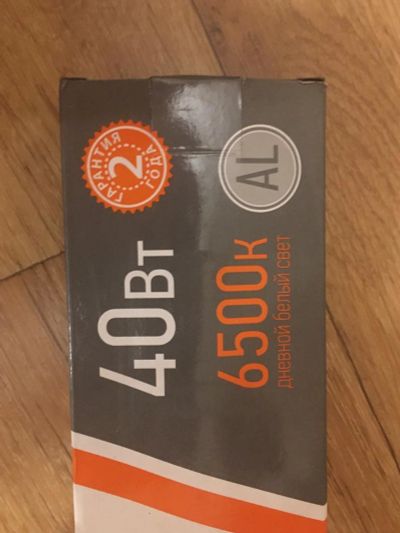 ГАРАНТИЯ
2
ГОДА
AL
40Вт
6500К
дневной белый свет